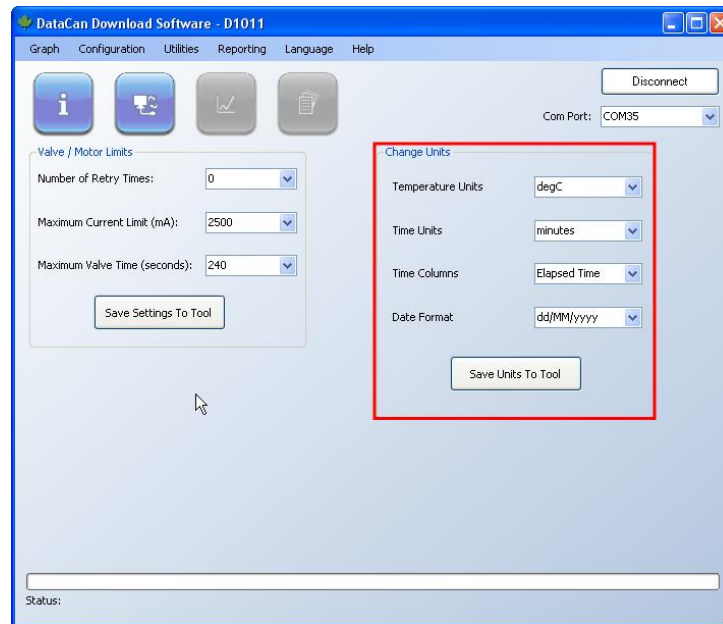 DataCan Download Software - D1011
Graph Configuration Utilities Reporting Language Help
i
Disconnect
Com Port: COM35
Valve / Motor Limits
Number of Retry Times: 0
Maximum Current Limit (mA): 2500
Maximum Valve Time (seconds): 240
Save Settings To Tool
Change Units
Temperature Units degC
Time Units minutes
Time Columns Elapsed Time
Date Format dd/MM/yyyy
Save Units To Tool
Status: